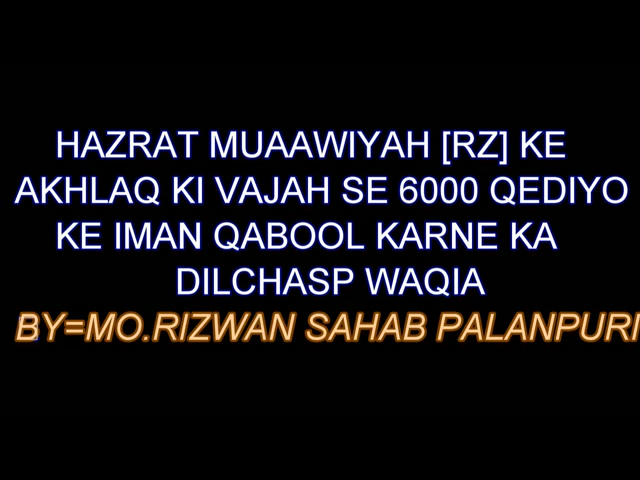 HAZRAT MUAAWIYAH [RZ] KE
AKHLAQ KI VAJAH SE 6000 QEDIYO
KE IMAN QABOOL KARNE KA
DILCHASP WAQIA
BY=MO.RIZWAN SAHAB PALANPURI